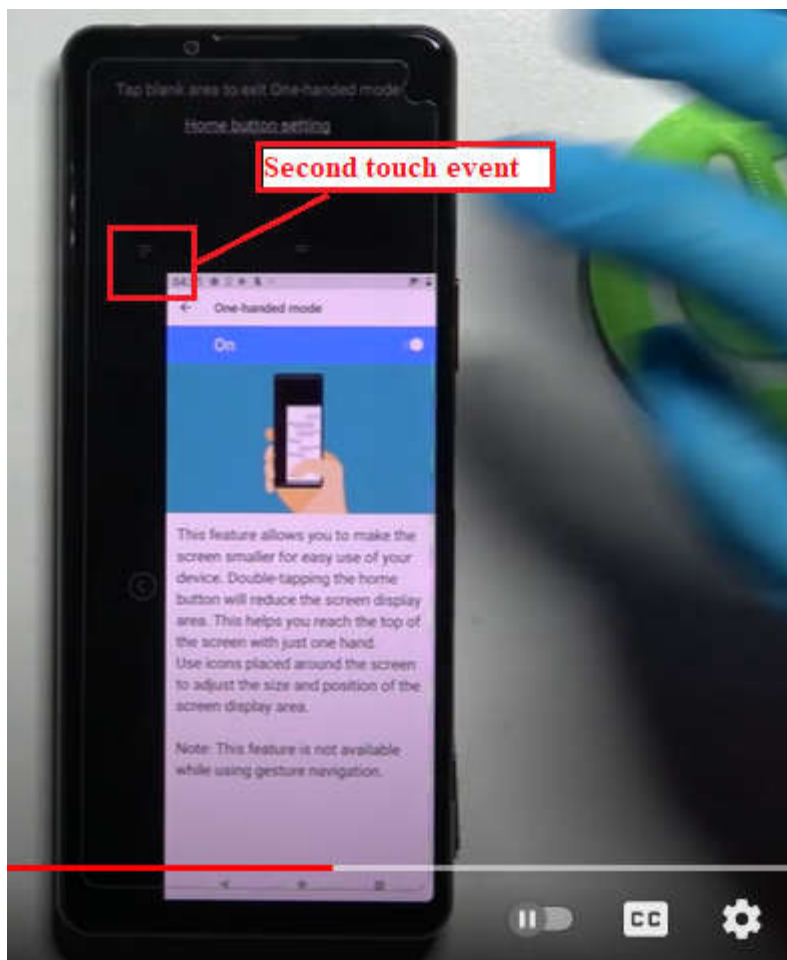 Tap blank area to exit One-handed mode
Home button setting
Second touch event
One-handed mode
On
This feature allows you to make the
screen smaller for easy use of your
device. Double-tapping the home
button will reduce the screen display
area. This helps you reach the top of
the screen with just one hand.
Use icons placed around the screen
to adjust the size and position of the
screen display area.
Note: This feature is not available
while using gesture navigation.
CC